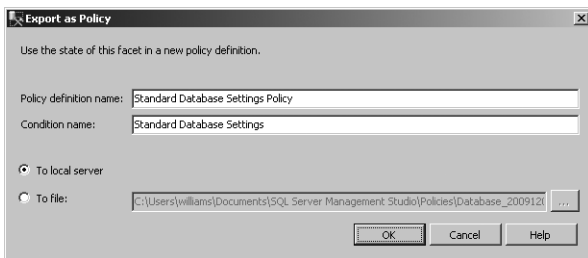 Export as Policy
Use the state of this facet in a new policy definition.
Policy definition name: Standard Database Settings Policy
Condition name: Standard Database Settings
To local server
To file: C:\Users\williams\Documents\SQL Server Management Studio\Policies\Database_2009120 ...
OK Cancel Help